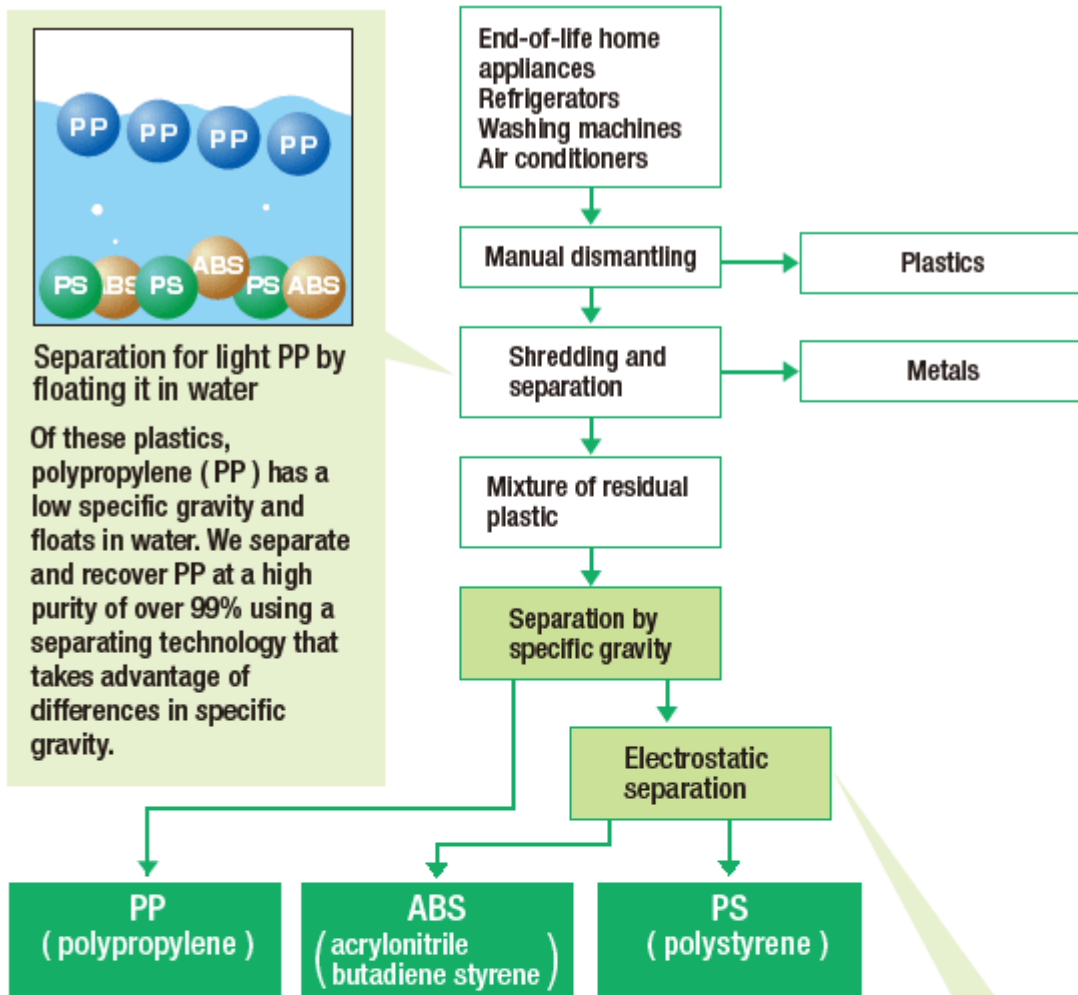 PP PP PP PP
PS ABS PS ABS PS ABS
Separation for light PP by
floating it in water
Of these plastics,
polypropylene ( PP ) has a
low specific gravity and
floats in water. We separate
and recover PP at a high
purity of over 99% using a
separating technology that
takes advantage of
differences in specific
gravity.
End-of-life home
appliances
Refrigerators
Washing machines
Air conditioners
Manual dismantling
Plastics
Shredding and
separation
Metals
Mixture of residual
plastic
Separation by
specific gravity
Electrostatic
separation
PP
( polypropylene )
ABS
( acrylonitrile
butadiene styrene )
PS
( polystyrene )